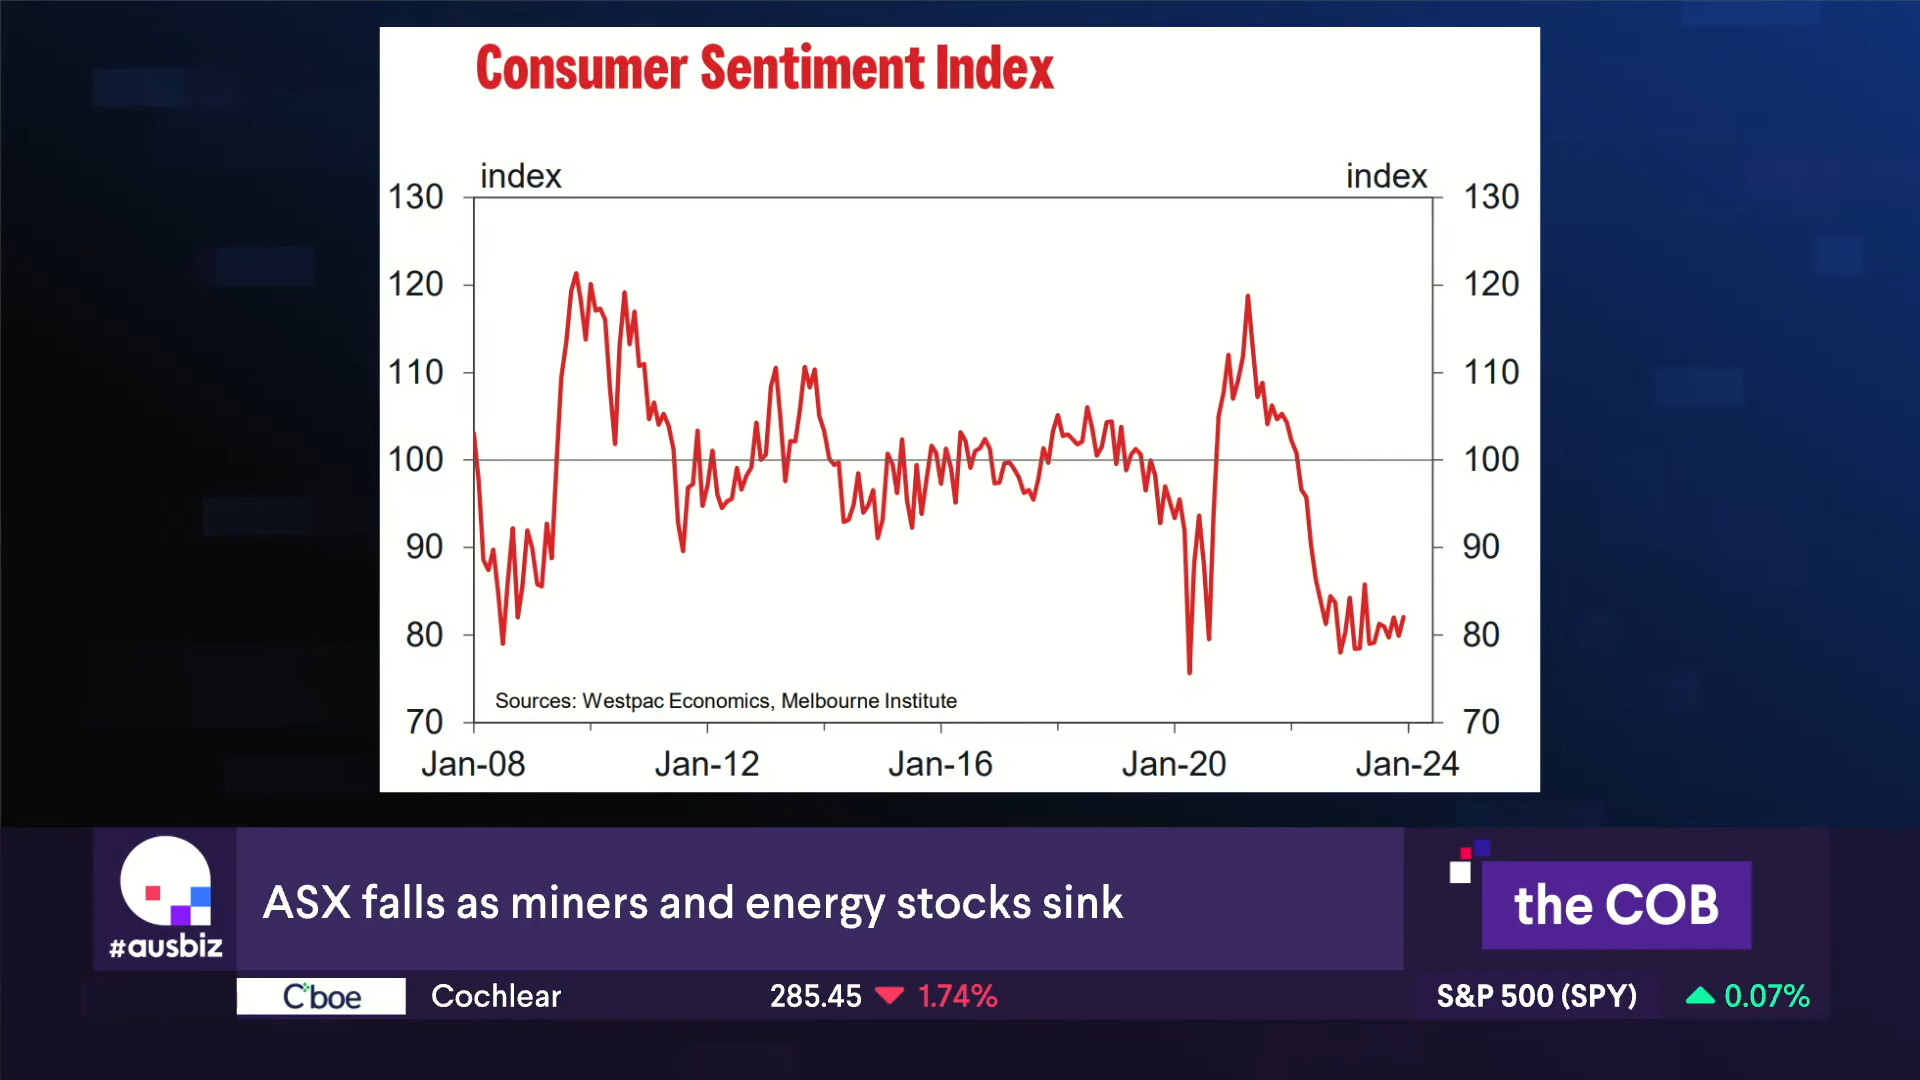 Consumer Sentiment Index
index index
130 130
120 120
110 110
100 100
90 90
80 80
Sources: Westpac Economics, Melbourne Institute
70 70
Jan-08 Jan-12 Jan-16 Jan-20 Jan-24
ASX falls as miners and energy stocks sink
the COB
#ausbiz
Cboe Cochlear 285.45 1.74% S&P 500 (SPY) 0.07%